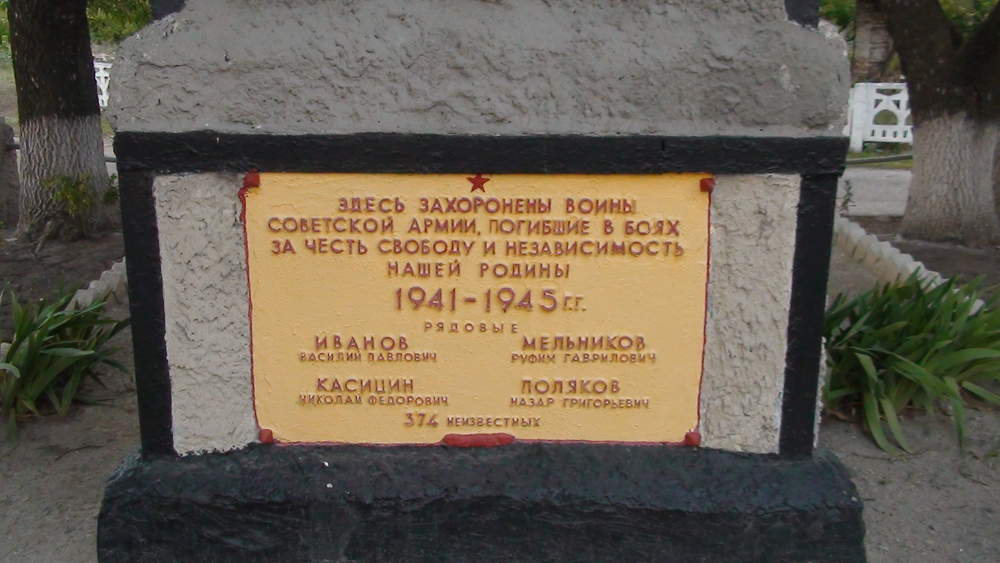 ЗДЕСЬ ЗАХОРОНЕНЫ ВОИНЫ
СОВЕТСКОЙ АРМИИ, ПОГИБШИЕ В БОЯХ
ЗА ЧЕСТЬ СВОБОДУ И НЕЗАВИСИМОСТЬ
НАШЕЙ РОДИНЫ
1941-1945 Г.Г.
РЯДОВЫЕ
ИВАНОВ МЕЛЬНИКОВ
ВАСИЛИЙ ПАВЛОВИЧ РУФИМ ГАВРИЛОВИЧ
КАСИЦИН ПОЛЯКОВ
НИКОЛАЙ ФЕДОРОВИЧ НАЗАР ГРИГОРЬЕВИЧ
374 НЕИЗВЕСТНЫХ